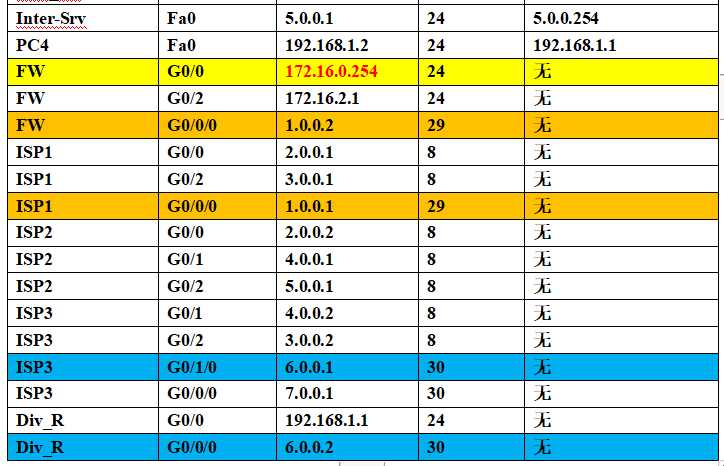 Inter-Srv Fa0 5.0.0.1 24 5.0.0.254
PC4 Fa0 192.168.1.2 24 192.168.1.1
FW G0/0 172.16.0.254 24 无
FW G0/2 172.16.2.1 24 无
FW G0/0/0 1.0.0.2 29 无
ISP1 G0/0 2.0.0.1 8 无
ISP1 G0/2 3.0.0.1 8 无
ISP1 G0/0/0 1.0.0.1 29 无
ISP2 G0/0 2.0.0.2 8 无
ISP2 G0/1 4.0.0.1 8 无
ISP2 G0/2 5.0.0.1 8 无
ISP3 G0/1 4.0.0.2 8 无
ISP3 G0/2 3.0.0.2 8 无
ISP3 G0/1/0 6.0.0.1 30 无
ISP3 G0/0/0 7.0.0.1 30 无
Div_R G0/0 192.168.1.1 24 无
Div_R G0/0/0 6.0.0.2 30 无